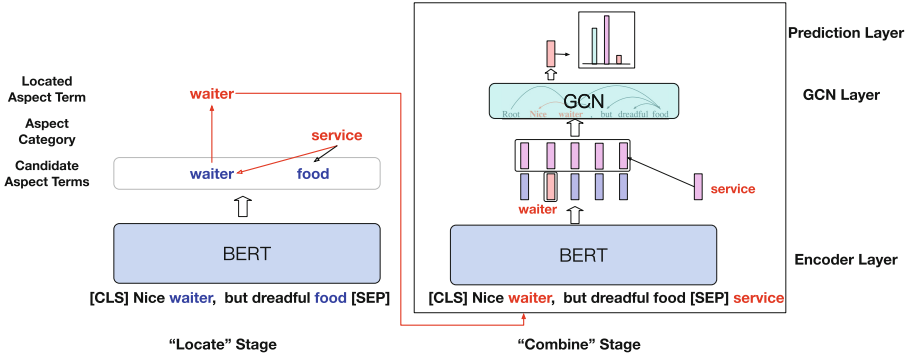 Located
Aspect Term
waiter
Aspect
Category
service
Candidate
Aspect Terms
waiter
food
BERT
[CLS] Nice waiter, but dreadful food [SEP]
"Locate" Stage
Prediction Layer
GCN
Root Nice waiter , but dreadful food
GCN Layer
service
waiter
BERT
Encoder Layer
[CLS] Nice waiter, but dreadful food [SEP] service
"Combine" Stage